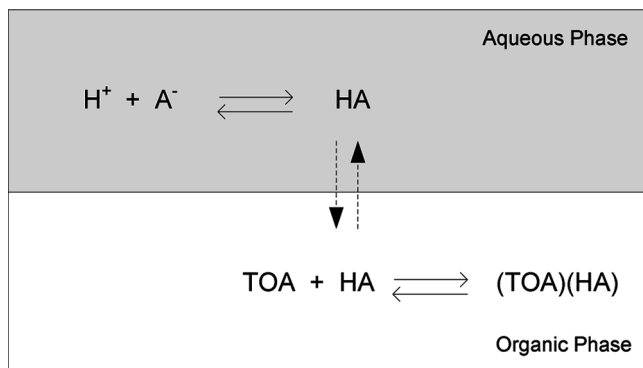 Aqueous Phase
H⁺ + A⁻ ⇌ HA
TOA + HA ⇌ (TOA)(HA)
Organic Phase